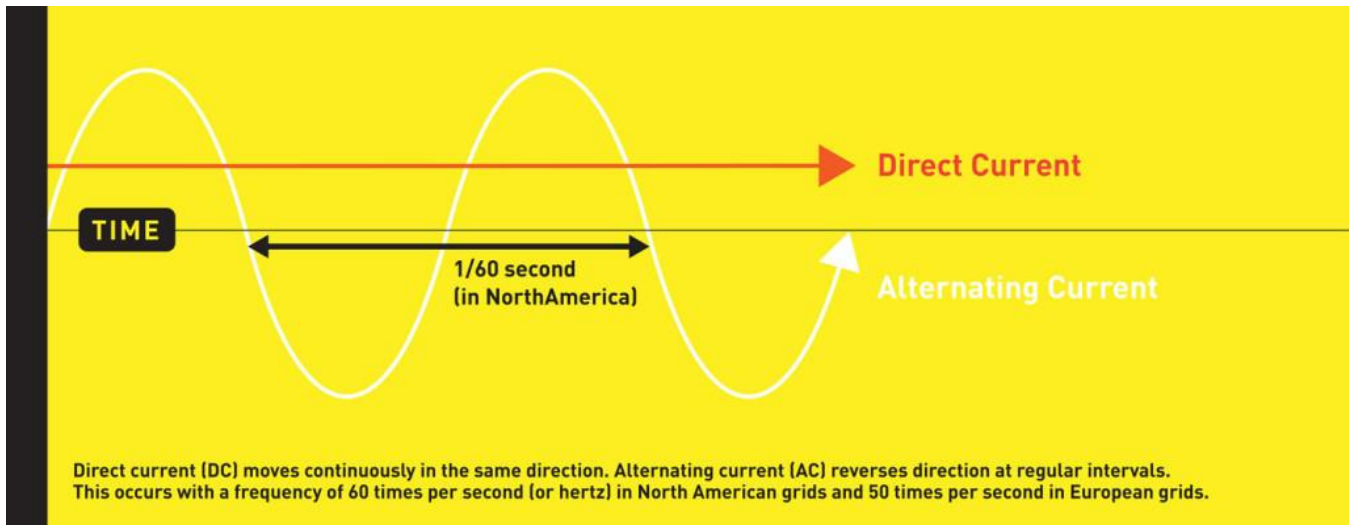 Direct Current
TIME
1/60 second
(in NorthAmerica)
Alternating Current
Direct current (DC) moves continuously in the same direction. Alternating current (AC) reverses direction at regular intervals.
This occurs with a frequency of 60 times per second (or hertz) in North American grids and 50 times per second in European grids.